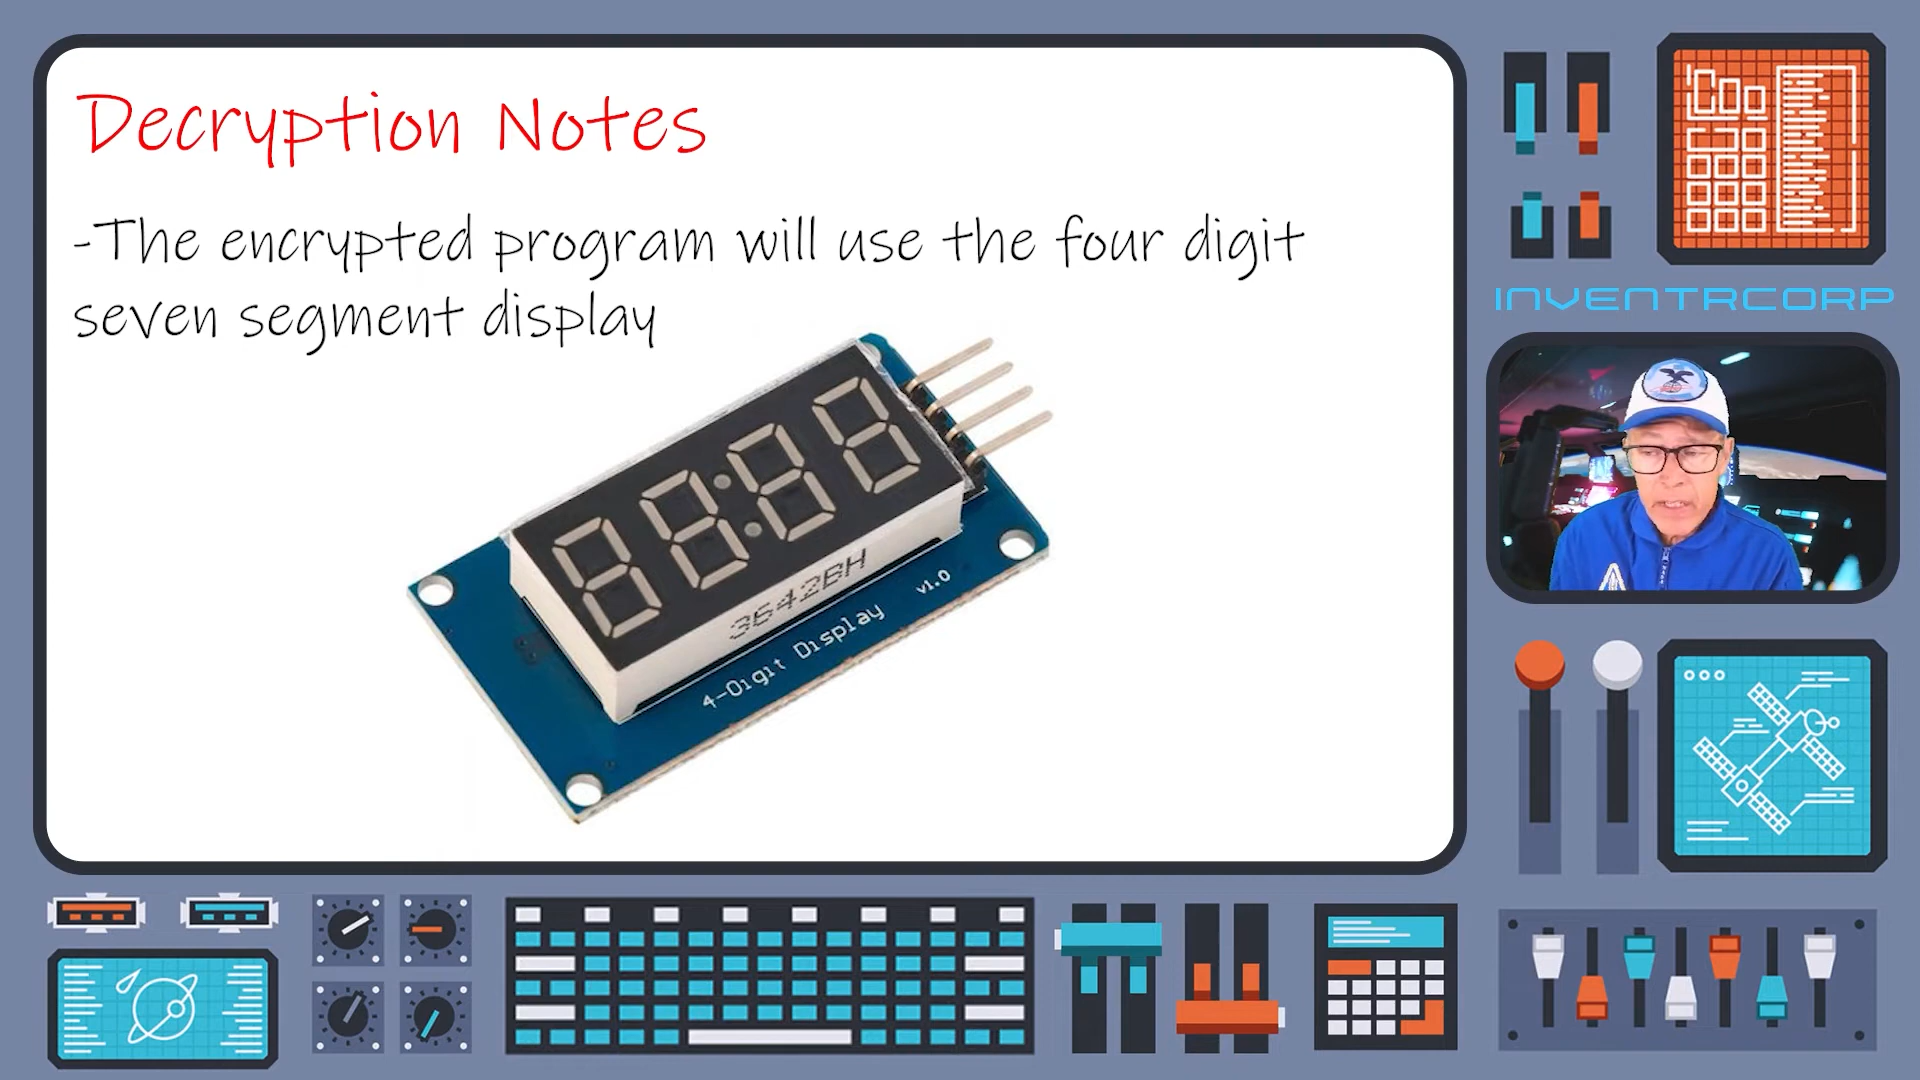 Decryption Notes
-The encrypted program will use the four digit
seven segment display
3642BH
4-Digit Display
v1.0
INVENTRCORP